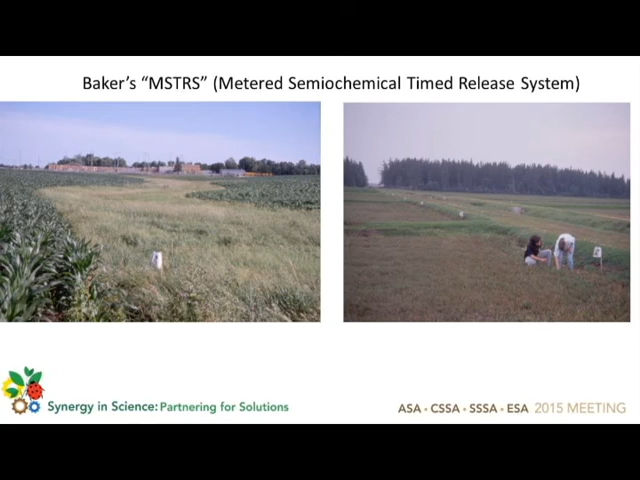 Baker's “MSTRS” (Metered Semiochemical Timed Release System)
Synergy in Science: Partnering for Solutions
ASA • CSSA • SSSA • ESA 2015 MEETING